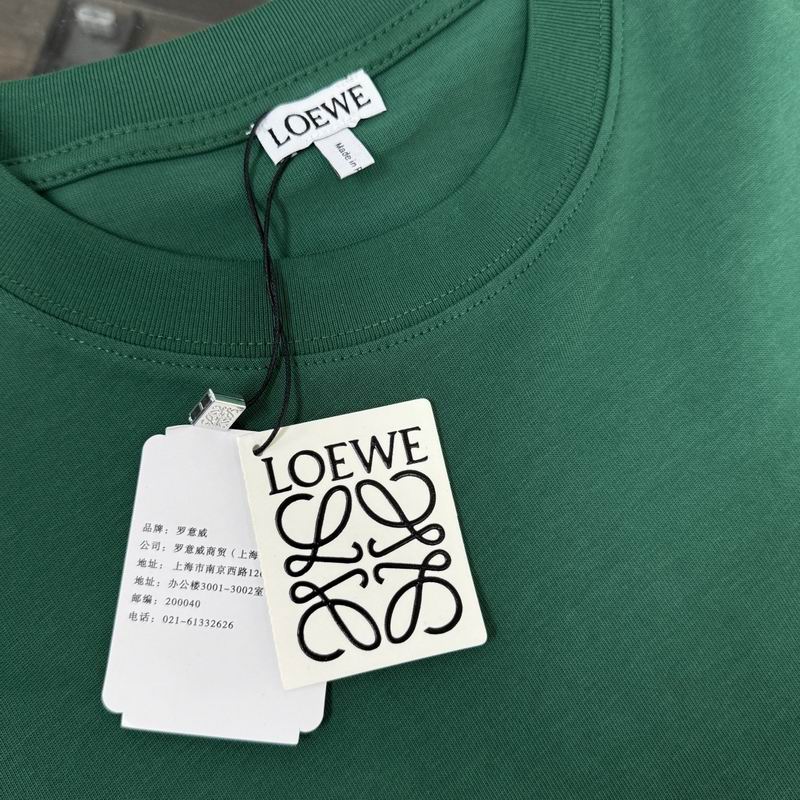 LOEWE
Made in P
LOEWE
品牌：罗意威
公司：罗意威商贸（上海
地址：上海市南京西路12
地址：办公楼3001-3002室
邮编：200040
电话：021-61332626